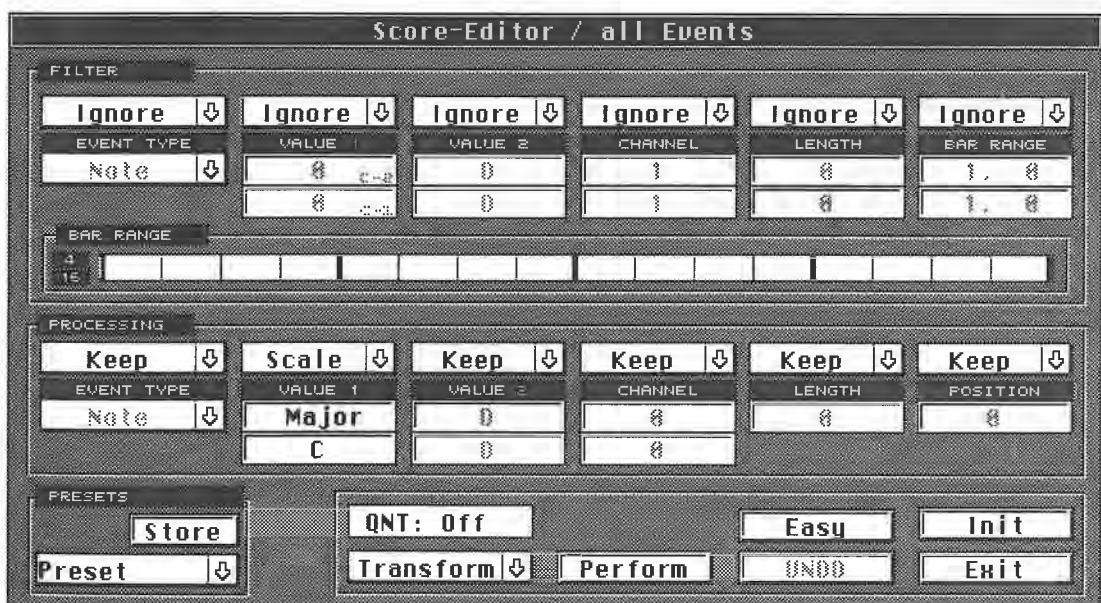 Score-Editor / all Events
FILTER
Ignore Ignore Ignore Ignore Ignore Ignore
EVENT TYPE VALUE 1 VALUE 2 CHANNEL LENGTH BAR RANGE
Note 0 C-2 0 1 0 1. 0
0 0 1 0 1. 0
BAR RANGE
4
16
PROCESSING
Keep Scale Keep Keep Keep Keep
EVENT TYPE VALUE 1 VALUE 2 CHANNEL LENGTH POSITION
Note Major 0 0 0 0
C 0 0
PRESETS
Store QNT: Off Easy Init
Preset Transform Perform UNDO Exit